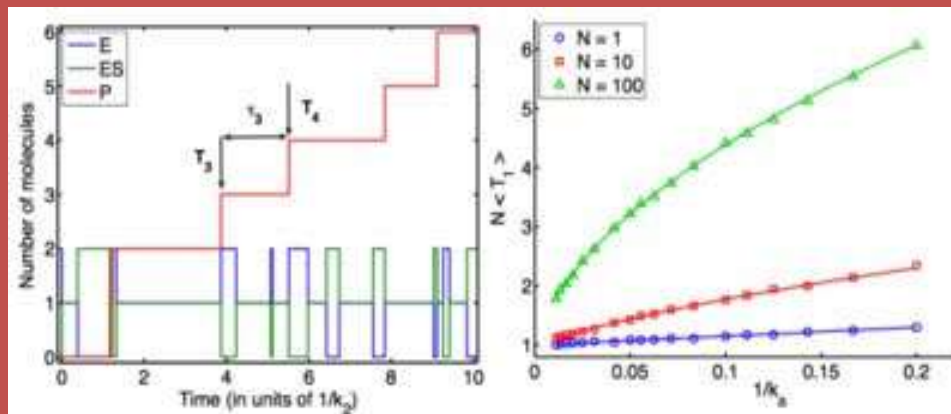 6
5
4
3
2
1
0
Number of molecules
E
ES
P
T₃
τ₃
T₄
0 2 4 6 8 10
Time (in units of 1/k₂)
6
5
4
3
2
1
N < T₁ >
N = 1
N = 10
N = 100
0 0.05 0.1 0.15 0.2
1/kₐ